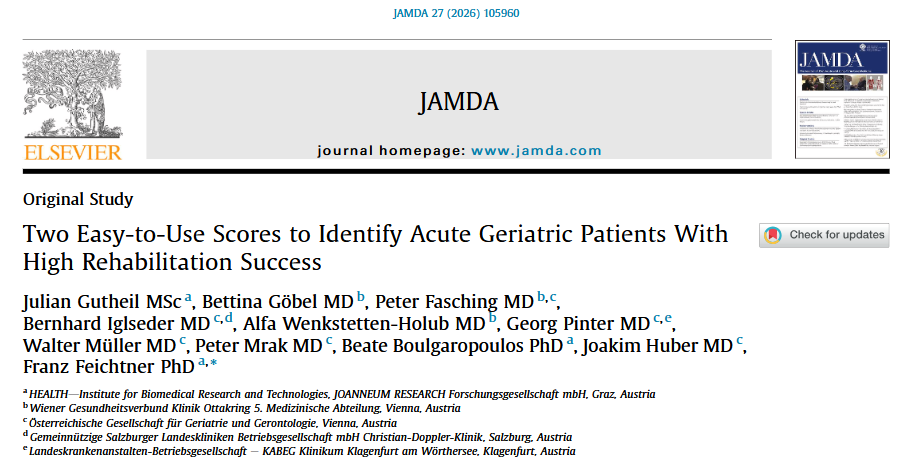 JAMDA 27 (2026) 105960
ELSEVIER
JAMDA
journal homepage: www.jamda.com
JAMDA
Original Study
Two Easy-to-Use Scores to Identify Acute Geriatric Patients With
High Rehabilitation Success
Check for updates
Julian Gutheil MSc a, Bettina Göbel MD b, Peter Fasching MD b,c,
Bernhard Iglseder MD c,d, Alfa Wenkstetten-Holub MD b, Georg Pinter MD c,e,
Walter Müller MD c, Peter Mrak MD c, Beate Boulgaropoulos PhD a, Joakim Huber MD c,
Franz Feichtner PhD a,*
a HEALTH—Institute for Biomedical Research and Technologies, JOANNEUM RESEARCH Forschungsgesellschaft mbH, Graz, Austria
b Wiener Gesundheitsverbund Klinik Ottakring 5. Medizinische Abteilung, Vienna, Austria
c Österreichische Gesellschaft für Geriatrie und Gerontologie, Vienna, Austria
d Gemeinnützige Salzburger Landeskliniken Betriebsgesellschaft mbH Christian-Doppler-Klinik, Salzburg, Austria
e Landeskrankenanstalten-Betriebsgesellschaft – KABEG Klinikum Klagenfurt am Wörthersee, Klagenfurt, Austria